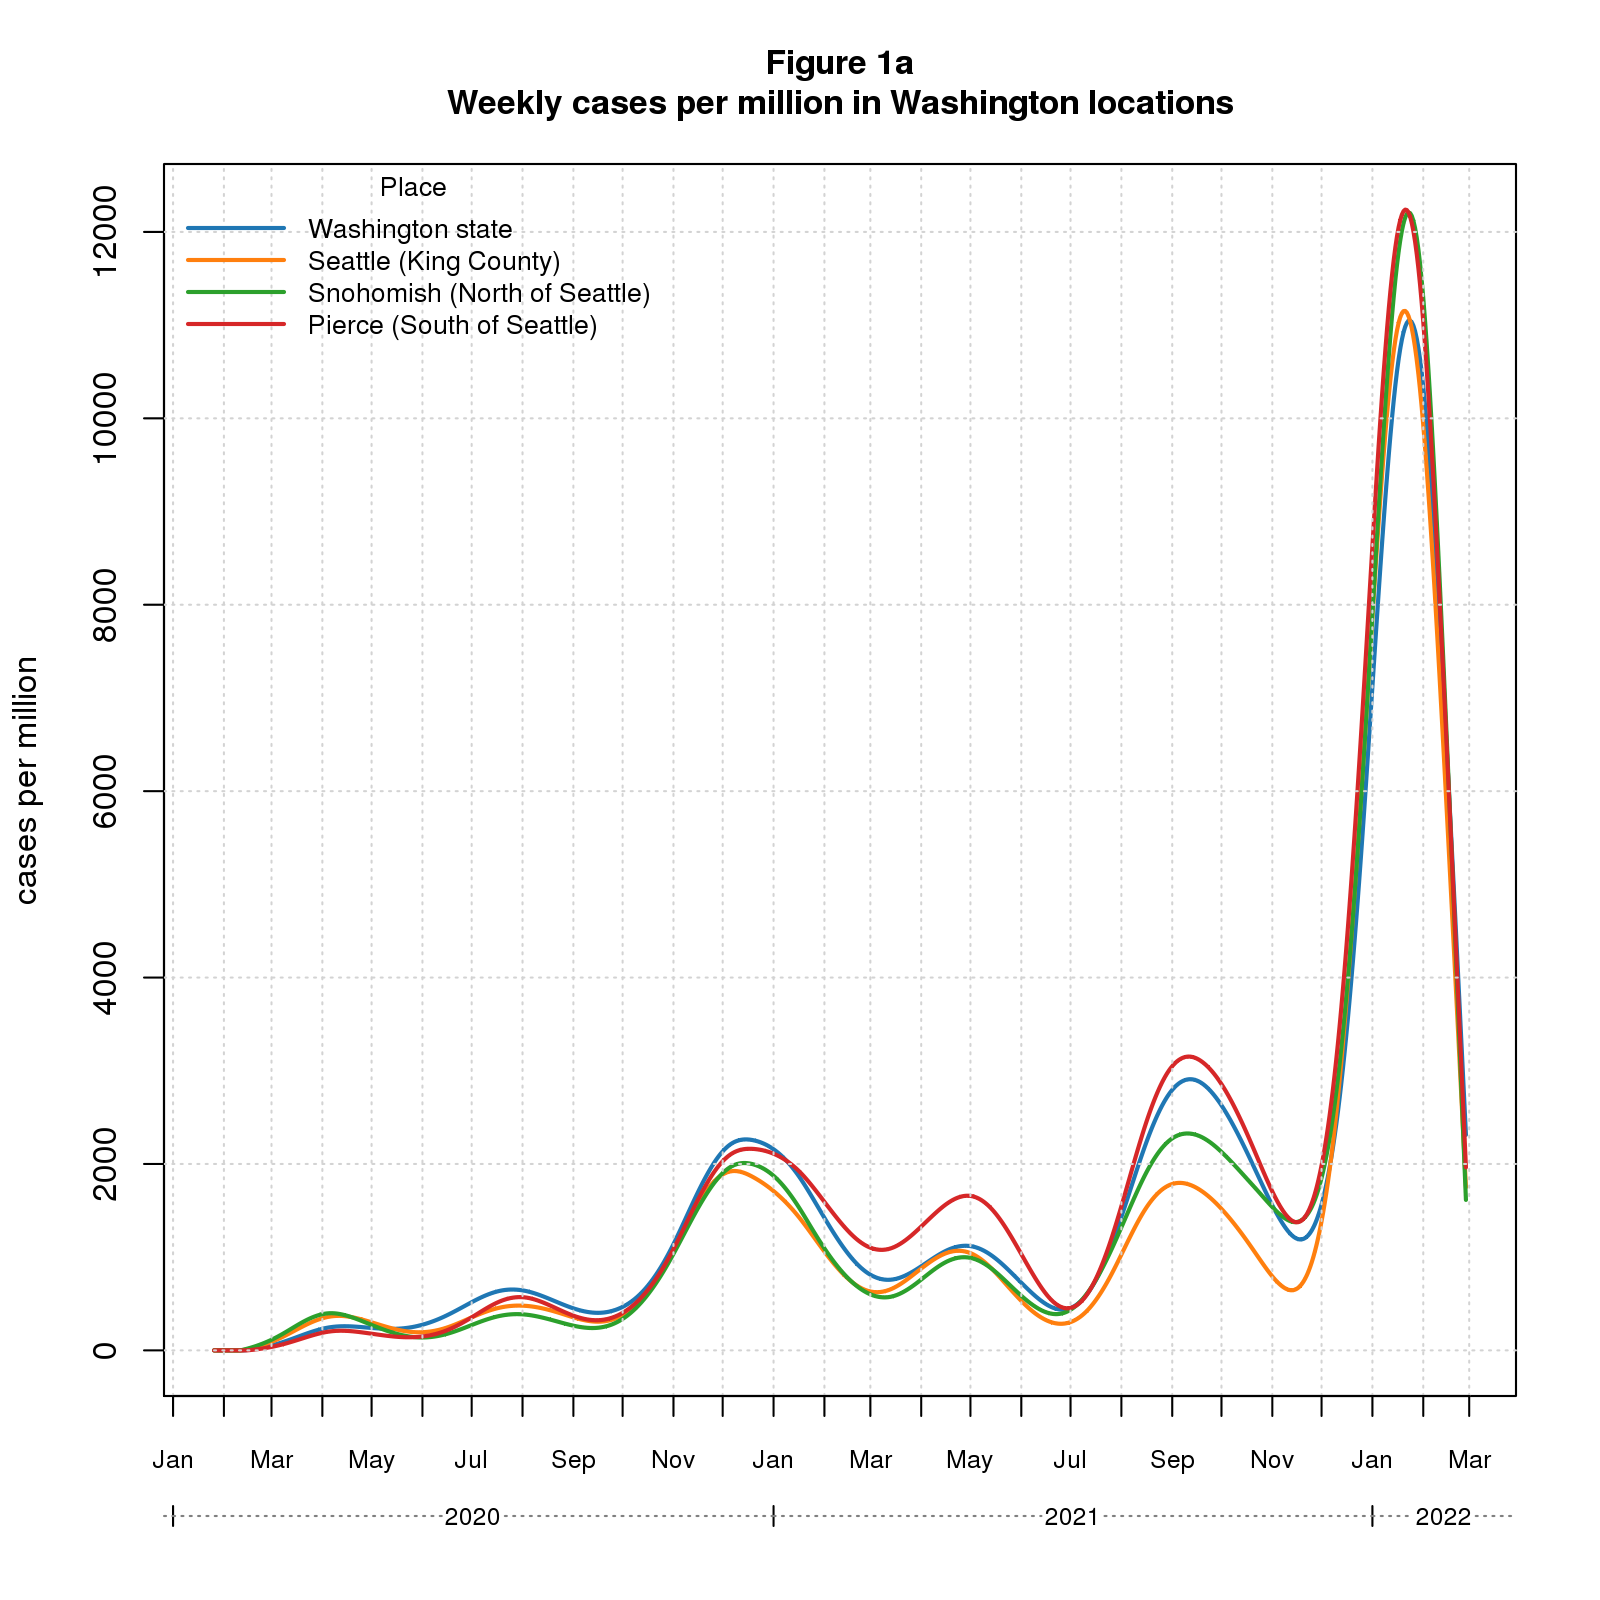 Figure 1a
Weekly cases per million in Washington locations
Place
Washington state
Seattle (King County)
Snohomish (North of Seattle)
Pierce (South of Seattle)
cases per million
12000
10000
8000
6000
4000
2000
0
Jan Mar May Jul Sep Nov Jan Mar May Jul Sep Nov Jan Mar
2020 2021 2022